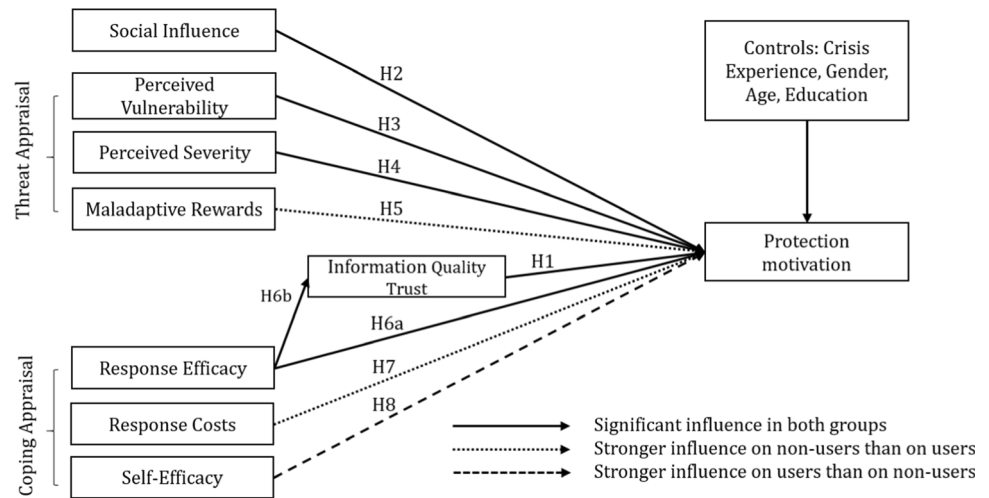 Social Influence
Threat Appraisal
Perceived
Vulnerability
Perceived Severity
Maladaptive Rewards
H2
H3
H4
H5
Controls: Crisis
Experience, Gender,
Age, Education
Protection
motivation
Information Quality
Trust
H1
H6b
H6a
H7
H8
Coping Appraisal
Response Efficacy
Response Costs
Self-Efficacy
Significant influence in both groups
Stronger influence on non-users than on users
Stronger influence on users than on non-users